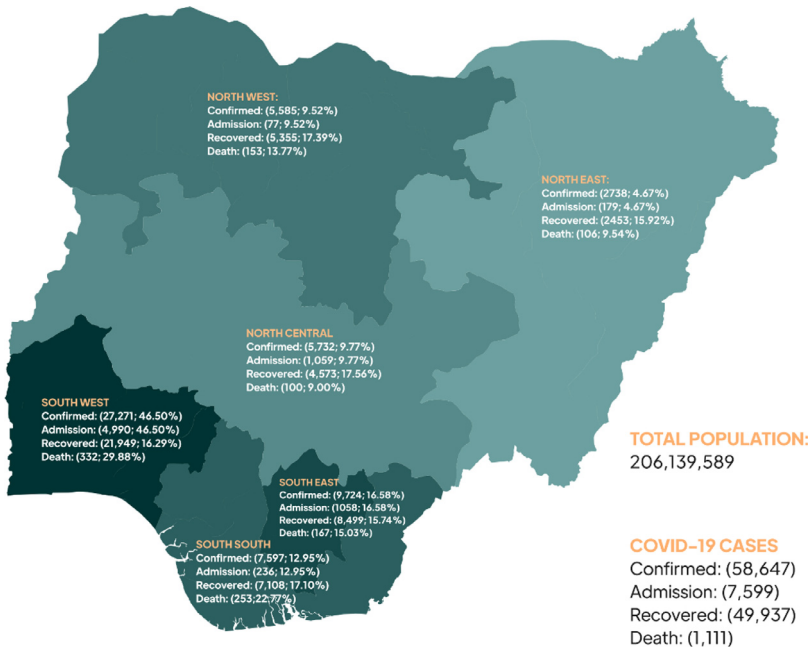 NORTH WEST:
Confirmed: (5,585; 9.52%)
Admission: (77; 9.52%)
Recovered: (5,355; 17.39%)
Death: (153; 13.77%)
NORTH EAST:
Confirmed: (2738; 4.67%)
Admission: (179; 4.67%)
Recovered: (2453; 15.92%)
Death: (106; 9.54%)
NORTH CENTRAL
Confirmed: (5,732; 9.77%)
Admission: (1,059; 9.77%)
Recovered: (4,573; 17.56%)
Death: (100; 9.00%)
SOUTH WEST
Confirmed: (27,271; 46.50%)
Admission: (4,990; 46.50%)
Recovered: (21,949; 16.29%)
Death: (332; 29.88%)
SOUTH EAST
Confirmed: (9,724; 16.58%)
Admission: (1058; 16.58%)
Recovered: (8,499; 15.74%)
Death: (167; 15.03%)
SOUTH SOUTH
Confirmed: (7,597; 12.95%)
Admission: (236; 12.95%)
Recovered: (7,108; 17.10%)
Death: (253;22.77%)
TOTAL POPULATION:
206,139,589
COVID-19 CASES
Confirmed: (58,647)
Admission: (7,599)
Recovered: (49,937)
Death: (1,111)